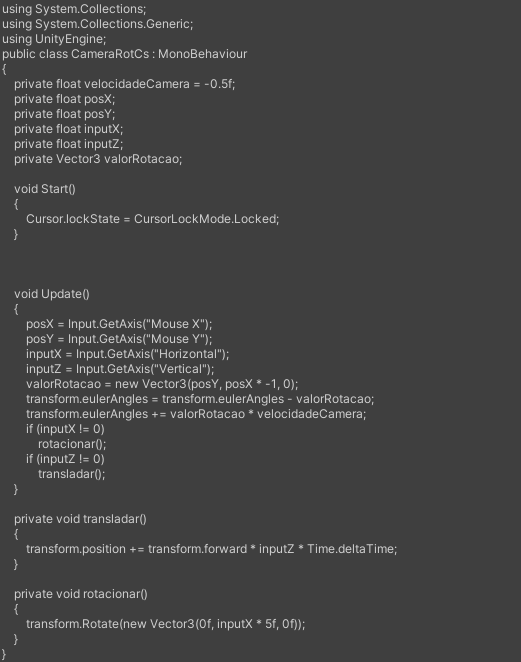 using System.Collections;
using System.Collections.Generic;
using UnityEngine;
public class CameraRotCs : MonoBehaviour
{
private float velocidadeCamera = -0.5f;
private float posX;
private float posY;
private float inputX;
private float inputZ;
private Vector3 valorRotacao;
void Start()
{
Cursor.lockState = CursorLockMode.Locked;
}
void Update()
{
posX = Input.GetAxis("Mouse X");
posY = Input.GetAxis("Mouse Y");
inputX = Input.GetAxis("Horizontal");
inputZ = Input.GetAxis("Vertical");
valorRotacao = new Vector3(posY, posX * -1, 0);
transform.eulerAngles = transform.eulerAngles - valorRotacao;
transform.eulerAngles += valorRotacao * velocidadeCamera;
if (inputX != 0)
rotacionar();
if (inputZ != 0)
transladar();
}
private void transladar()
{
transform.position += transform.forward * inputZ * Time.deltaTime;
}
private void rotacionar()
{
transform.Rotate(new Vector3(0f, inputX * 5f, 0f));
}
}